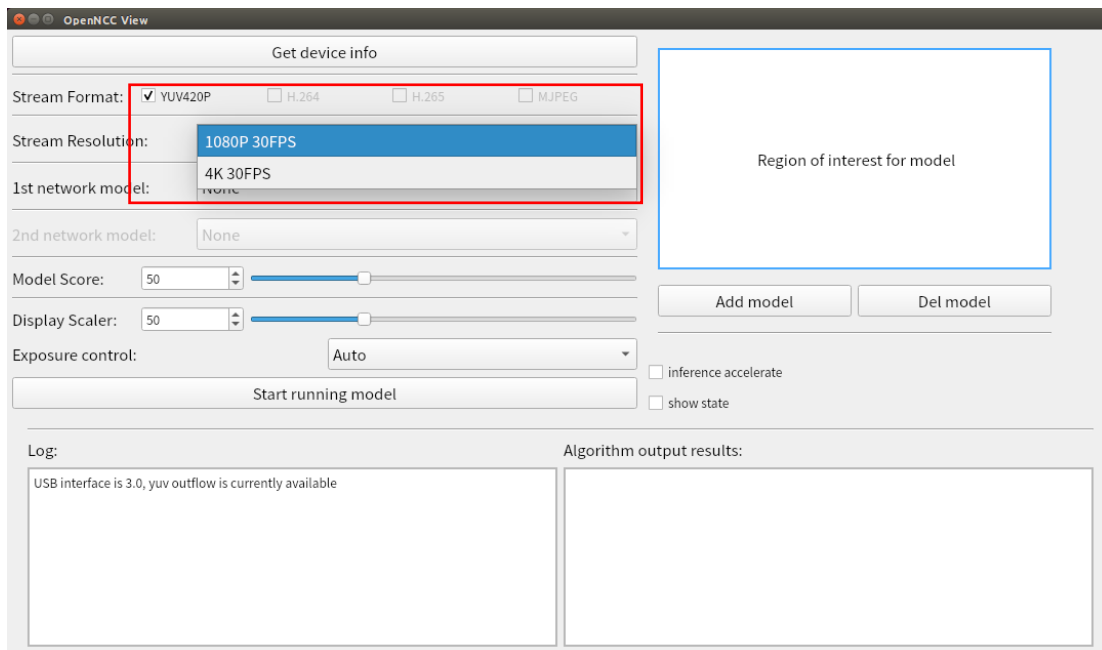 OpenNCC View
Get device info
Stream Format: YUV420P H.264 H.265 MJPEG
Stream Resolution:
1080P 30FPS
4K 30FPS
1st network model: None
2nd network model: None
Model Score: 50
Display Scaler: 50
Exposure control: Auto
Start running model
Region of interest for model
Add model Del model
inference accelerate
show state
Log:
USB interface is 3.0, yuv outflow is currently available
Algorithm output results: